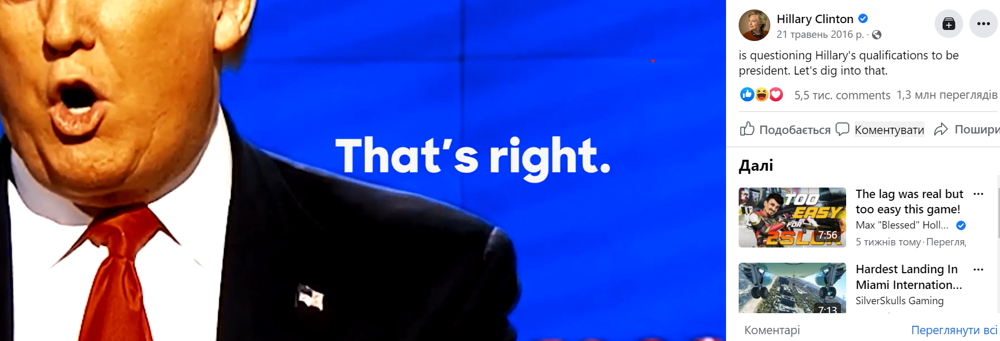 That's right.
Hillary Clinton
21 травень 2016 р. ·
is questioning Hillary's qualifications to be
president. Let's dig into that.
5,5 тис. comments 1,3 млн переглядів
Подобається Коментувати Пошири
Далі
TOO
EASY
FOR
2SLCK
7:56
The lag was real but
too easy this game!
Max "Blessed" Holl...
5 тижнів тому · Перегля
7:13
Hardest Landing In
Miami Internation...
SilverSkulls Gaming
Коментарі Переглянути всі